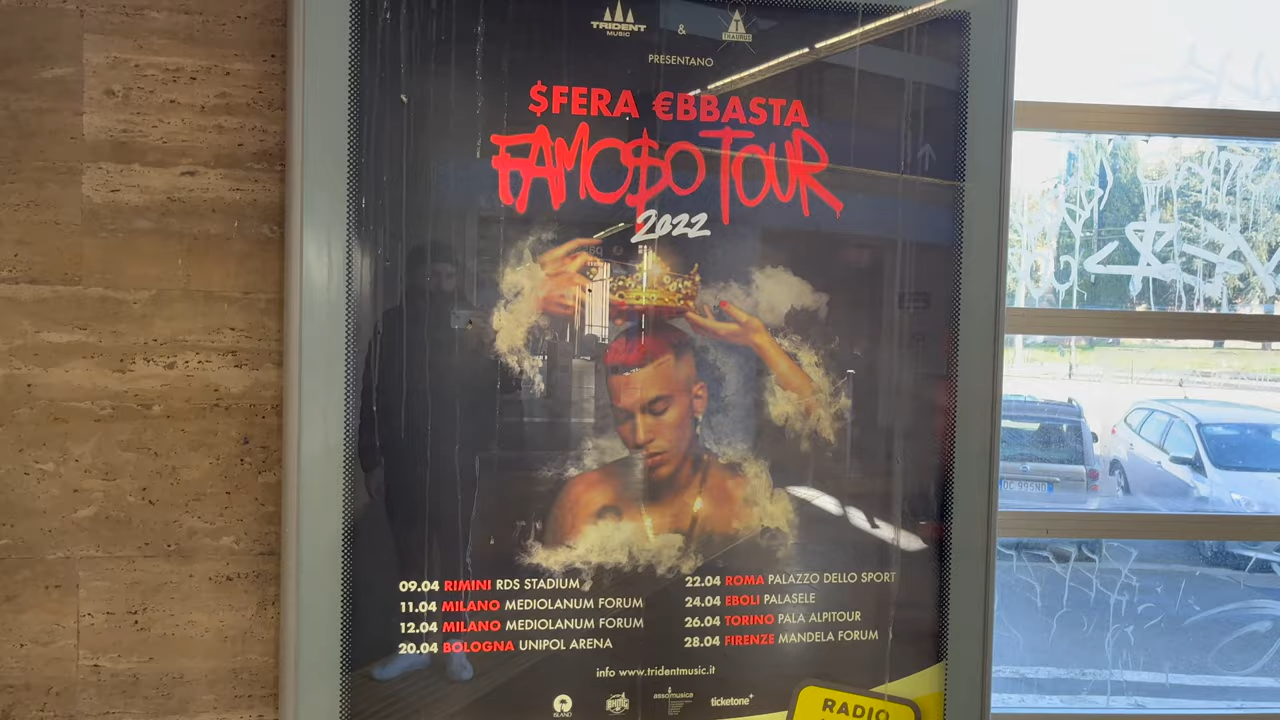 TRIDENT
MUSIC
&
THAURUS
PRESENTANO
$FERA €BBASTA
FAMO$O TOUR
2022
09.04 RIMINI RDS STADIUM
11.04 MILANO MEDIOLANUM FORUM
12.04 MILANO MEDIOLANUM FORUM
20.04 BOLOGNA UNIPOL ARENA
22.04 ROMA PALAZZO DELLO SPORT
24.04 EBOLI PALASELE
26.04 TORINO PALA ALPITOUR
28.04 FIRENZE MANDELA FORUM
info www.tridentmusic.it
ISLAND
BHMG
assomusica
ticketone
RADIO